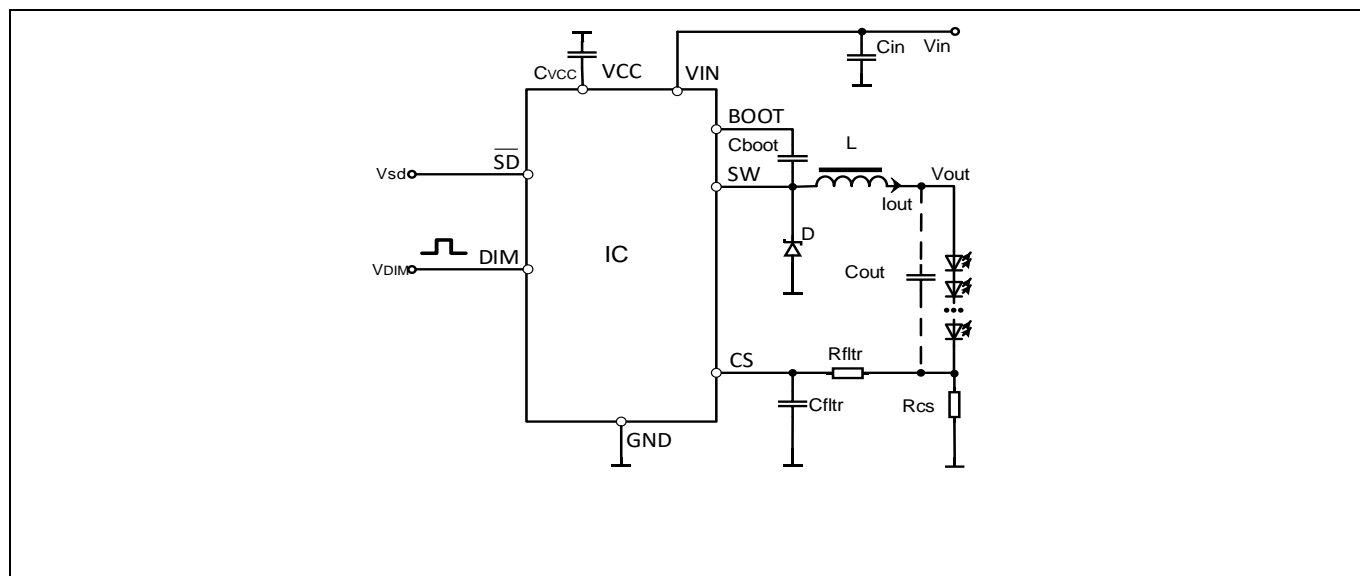 Cin
Vin
CVCC
VCC
VIN
BOOT
Cboot
L
Vsd
SD
SW
Vout
Iout
D
VDIM
DIM
IC
Cout
CS
Rfltr
Cfltr
Rcs
GND